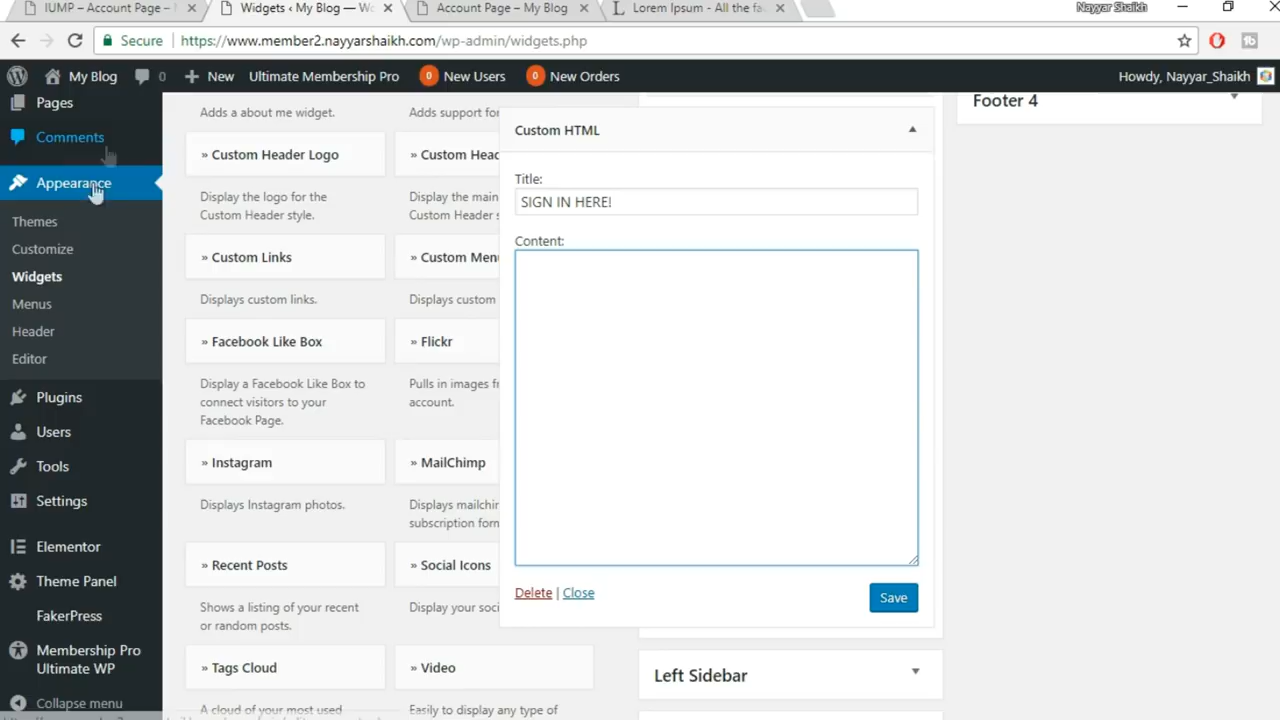 IUMP – Account Page –
Widgets ‹ My Blog — Wo
Account Page – My Blog
Lorem Ipsum - All the fa
Nayyar Shaikh
Secure https://www.member2.nayyarshaikh.com/wp-admin/widgets.php
My Blog 0 New Ultimate Membership Pro 0 New Users 0 New Orders Howdy, Nayyar_Shaikh
Pages
Comments
Appearance
Themes
Customize
Widgets
Menus
Header
Editor
Plugins
Users
Tools
Settings
Elementor
Theme Panel
FakerPress
Membership Pro
Ultimate WP
Collapse menu
Adds a about me widget.
» Custom Header Logo
Display the logo for the
Custom Header style.
» Custom Links
Displays custom links.
» Facebook Like Box
Display a Facebook Like Box to
connect visitors to your
Facebook Page.
» Instagram
Displays Instagram photos.
» Recent Posts
Shows a listing of your recent
or random posts.
» Tags Cloud
A cloud of your most used
Adds support for
» Custom Hea
Display the main
Custom Header s
» Custom Menu
Displays custom
» Flickr
Pulls in images fr
account.
» MailChimp
Displays mailchim
subscription form
» Social Icons
Display your soci
» Video
Easily to display any type of
Custom HTML
Title:
SIGN IN HERE!
Content:
Delete | Close
Save
Left Sidebar
Footer 4